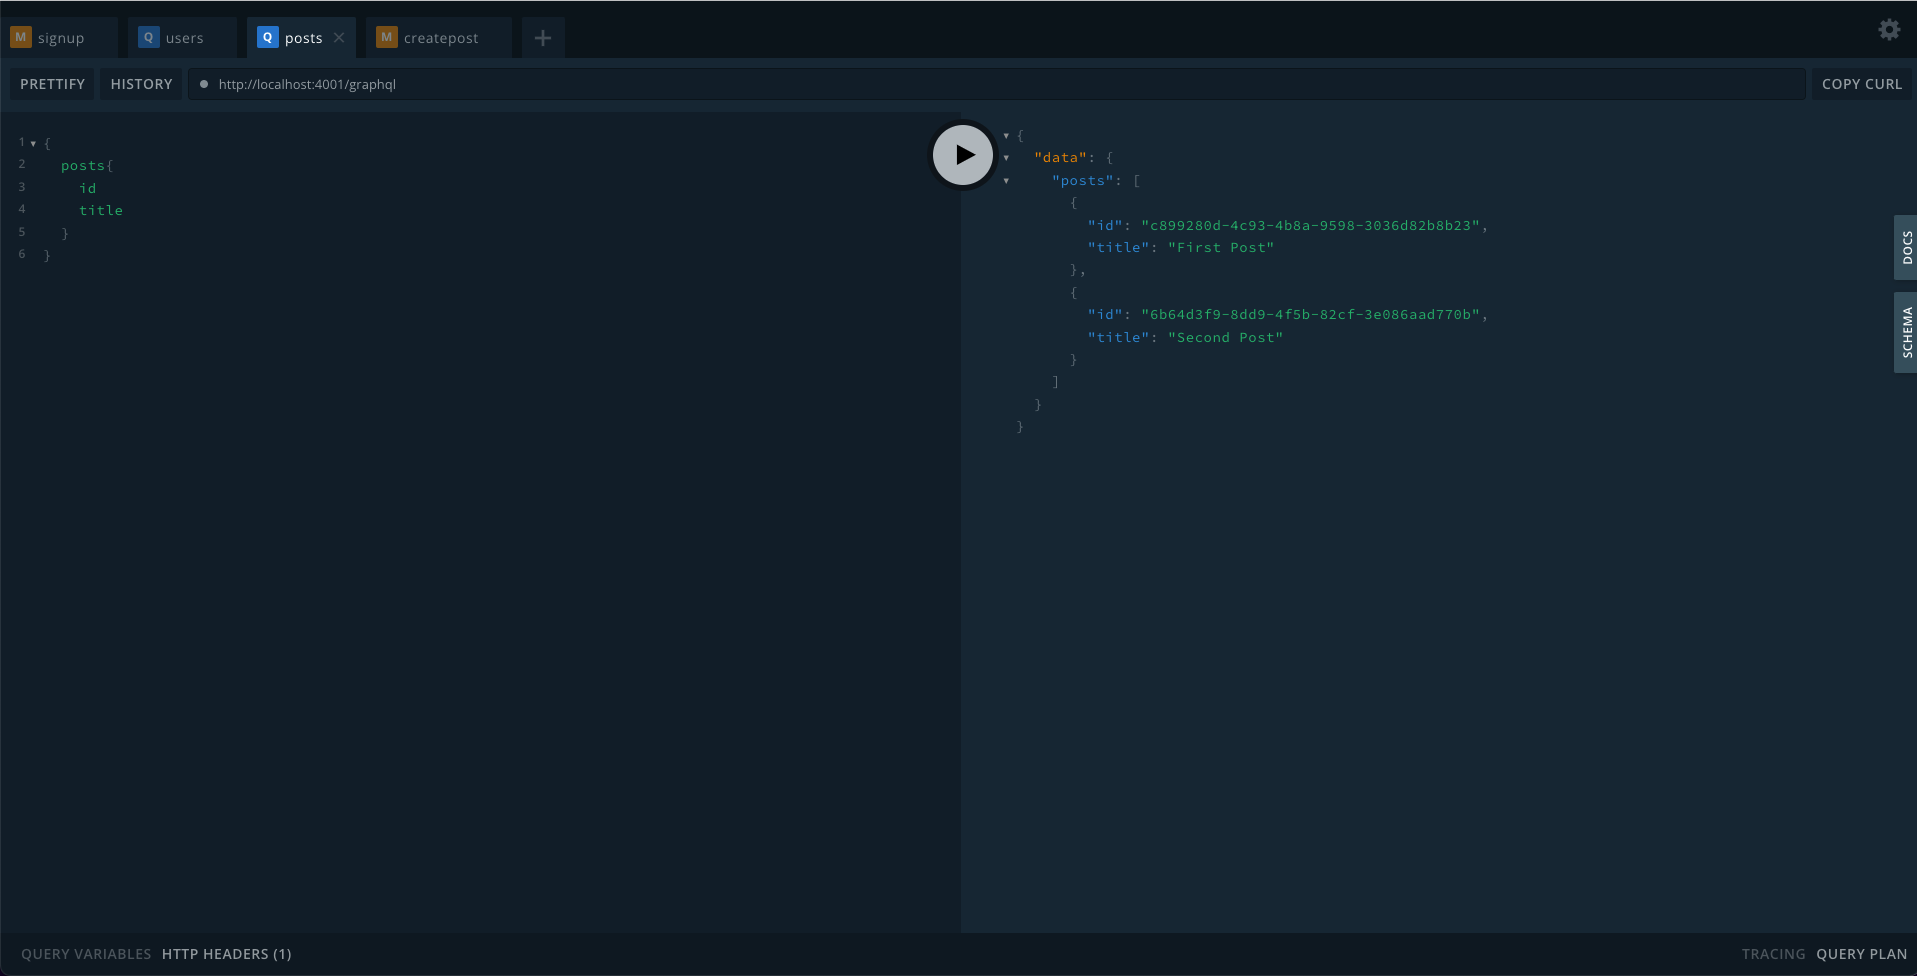 M signup Q users Q posts M createpost
PRETTIFY HISTORY http://localhost:4001/graphql COPY CURL
1 {
2 posts{
3 id
4 title
5 }
6 }
{
"data": {
"posts": [
{
"id": "c899280d-4c93-4b8a-9598-3036d82b8b23",
"title": "First Post"
},
{
"id": "6b64d3f9-8dd9-4f5b-82cf-3e086aad770b",
"title": "Second Post"
}
]
}
}
DOCS
SCHEMA
QUERY VARIABLES HTTP HEADERS (1) TRACING QUERY PLAN